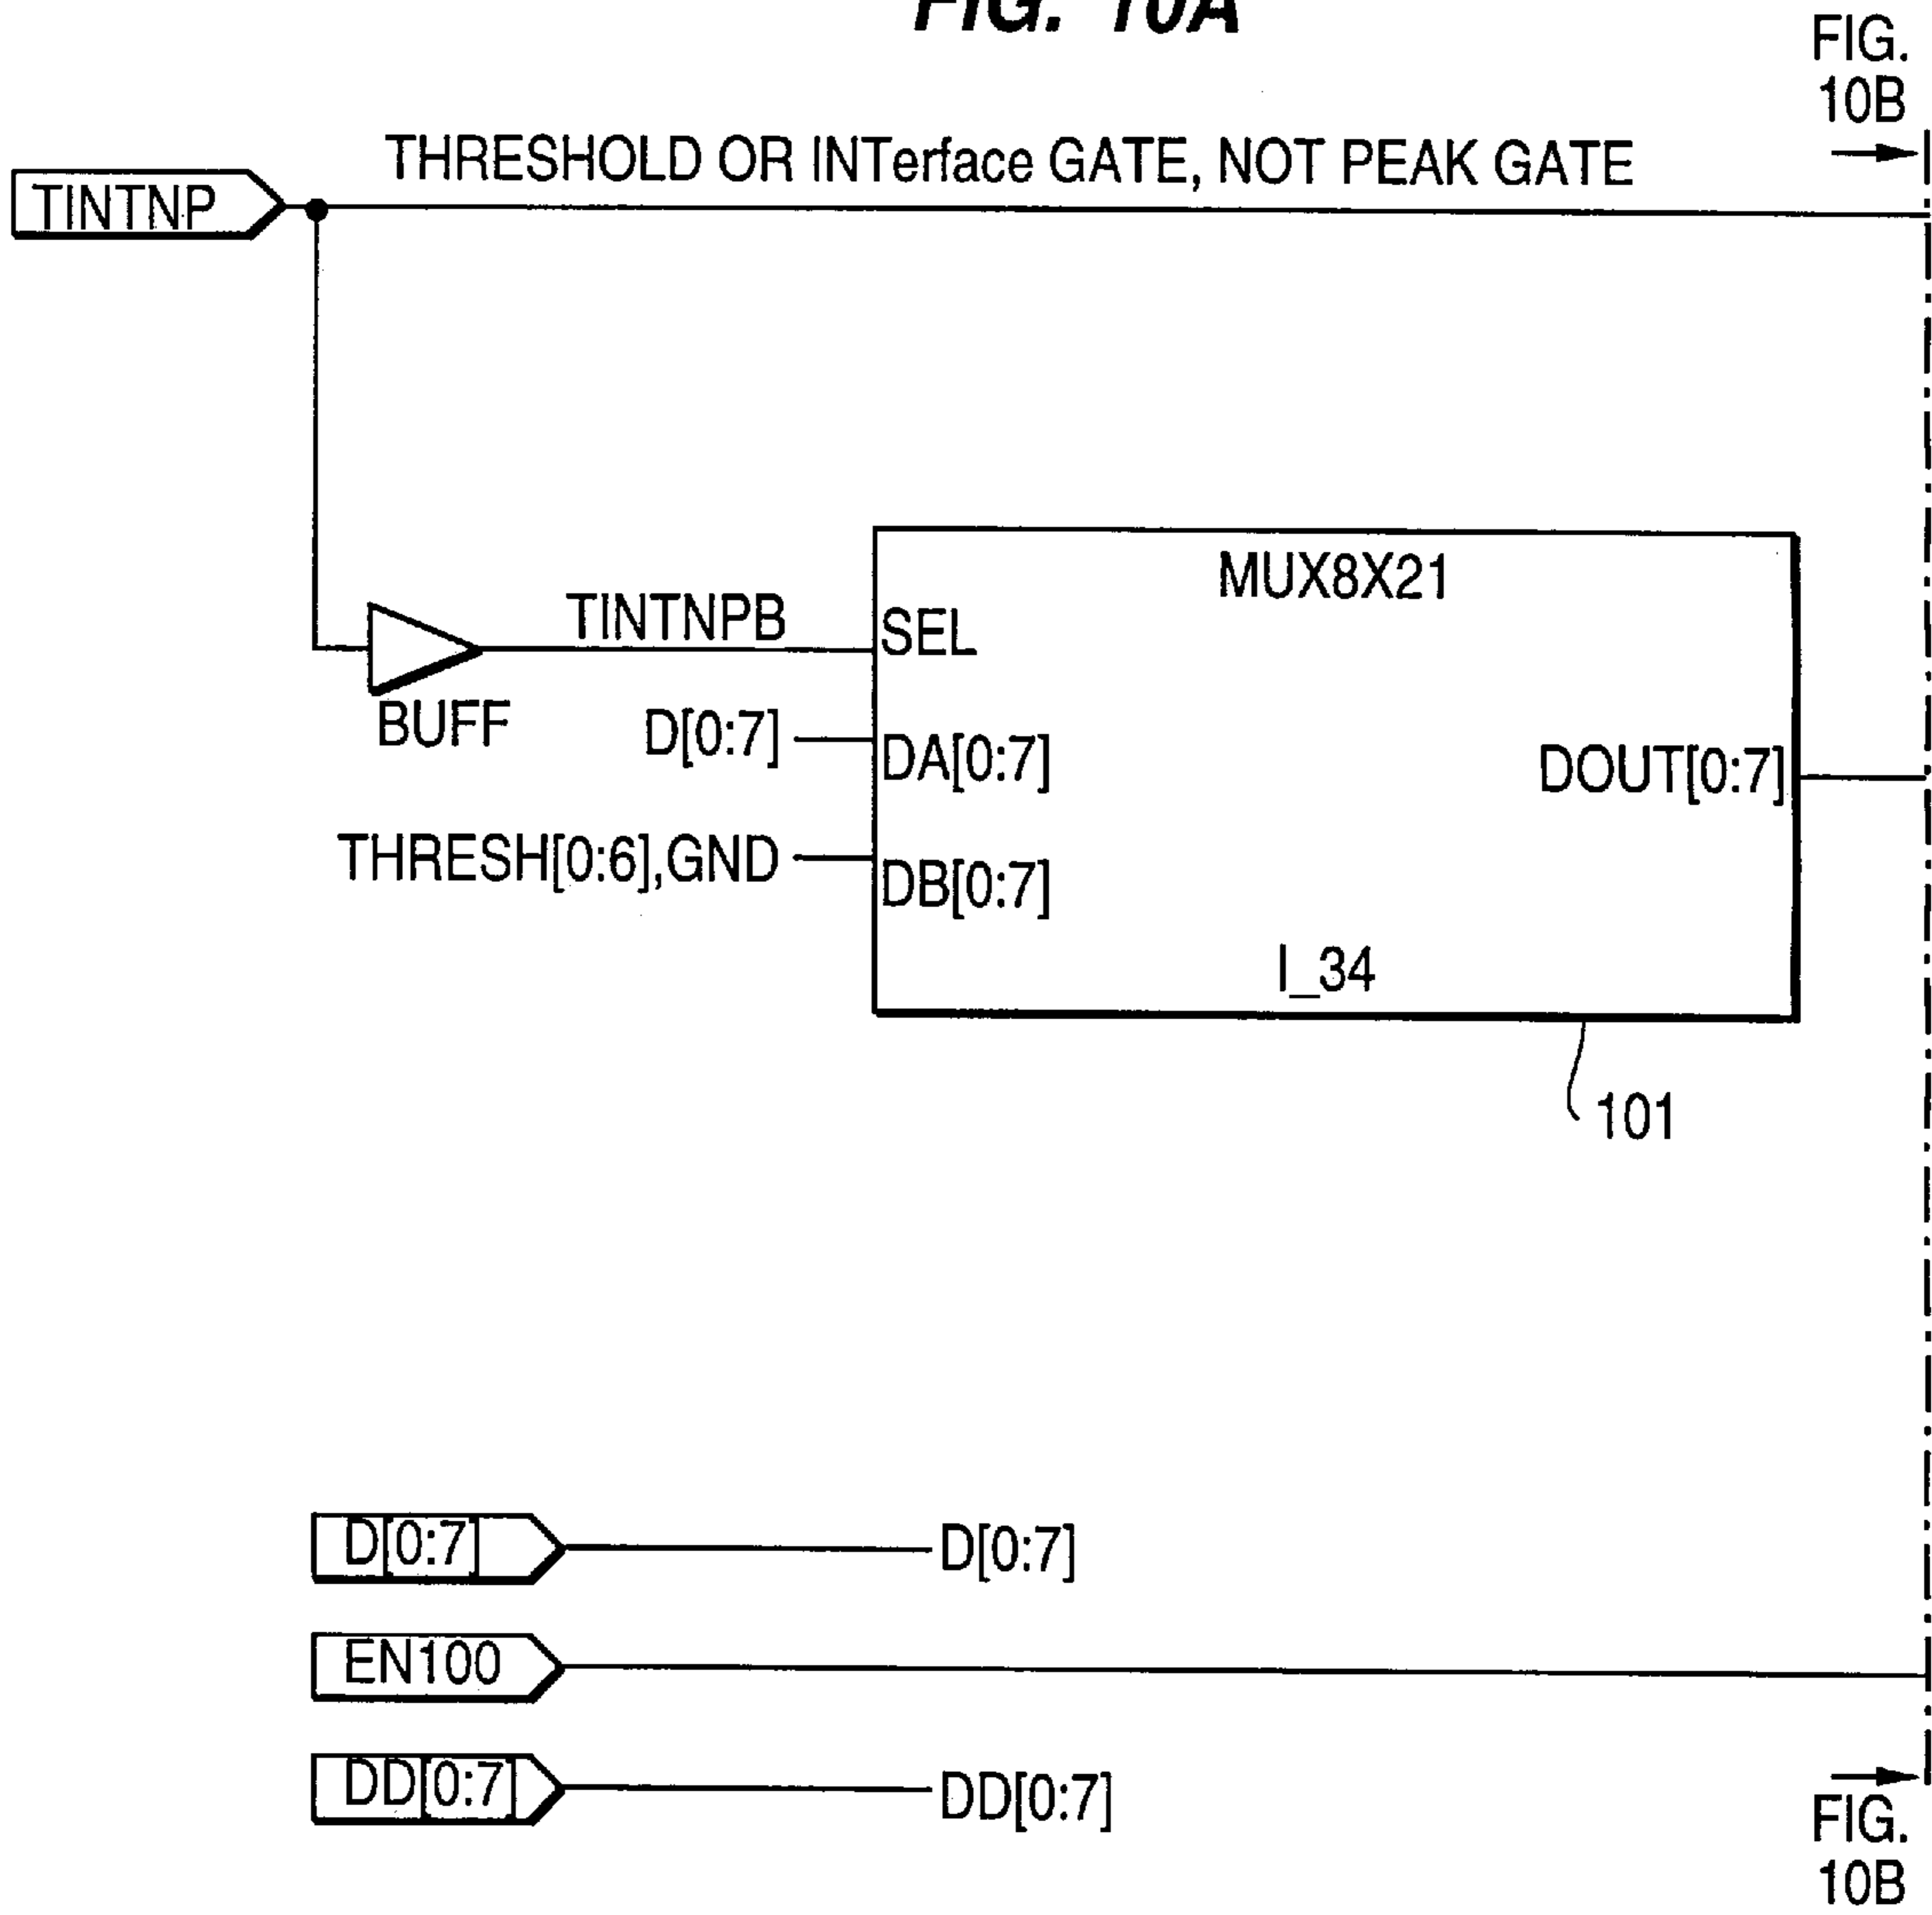 FIG. 10A
FIG.
10B
THRESHOLD OR INTerface GATE, NOT PEAK GATE
TINTNP
MUX8X21
TINTNPB
SEL
BUFF
D[0:7]
DA[0:7]
DOUT[0:7]
THRESH[0:6],GND
DB[0:7]
I_34
101
D[0:7]
D[0:7]
EN100
DD[0:7]
DD[0:7]
FIG.
10B